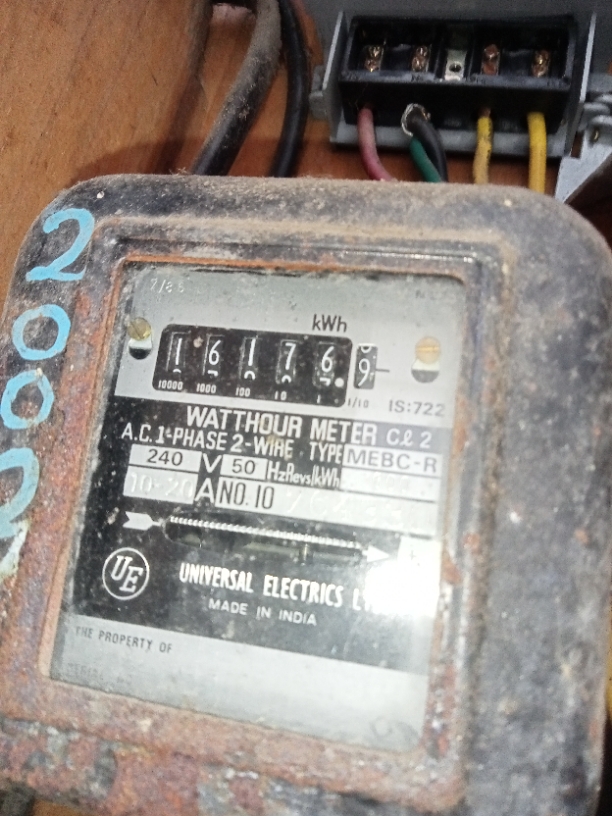 2002
kWh
1 6 1 7 6 9
10000 1000 100 10 1 1/10
IS:722
WATTHOUR METER Cl 2
A.C. 1-PHASE 2-WIRE TYPE MEBC-R
240 V 50 Hz Revs/kWh
10-20 A NO. 10
UE
UNIVERSAL ELECTRICS
MADE IN INDIA
THE PROPERTY OF